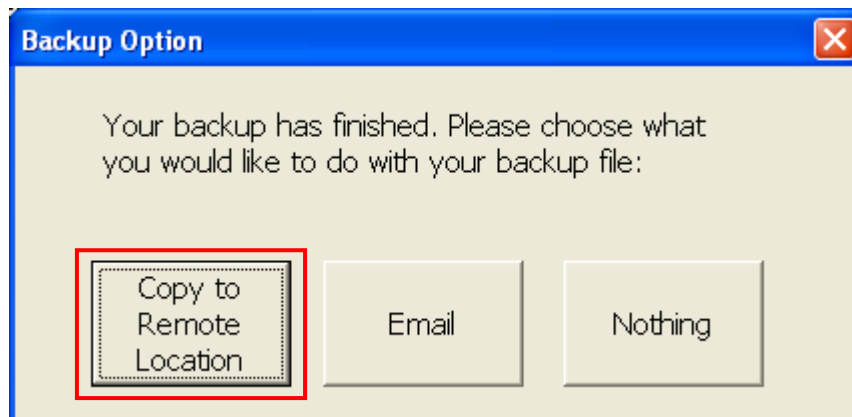 Backup Option
Your backup has finished. Please choose what
you would like to do with your backup file:
Copy to
Remote
Location
Email
Nothing